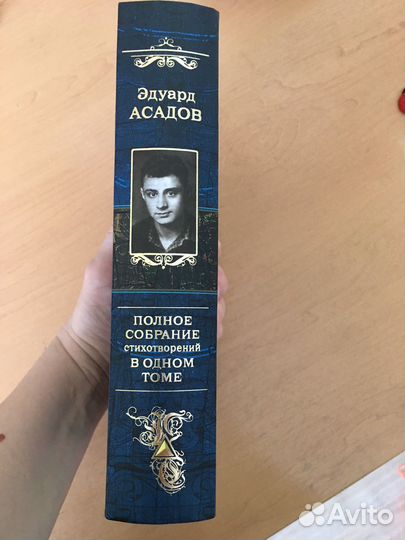 Эдуард
АСАДОВ
ПОЛНОЕ
СОБРАНИЕ
стихотворений
В ОДНОМ
ТОМЕ
Avito